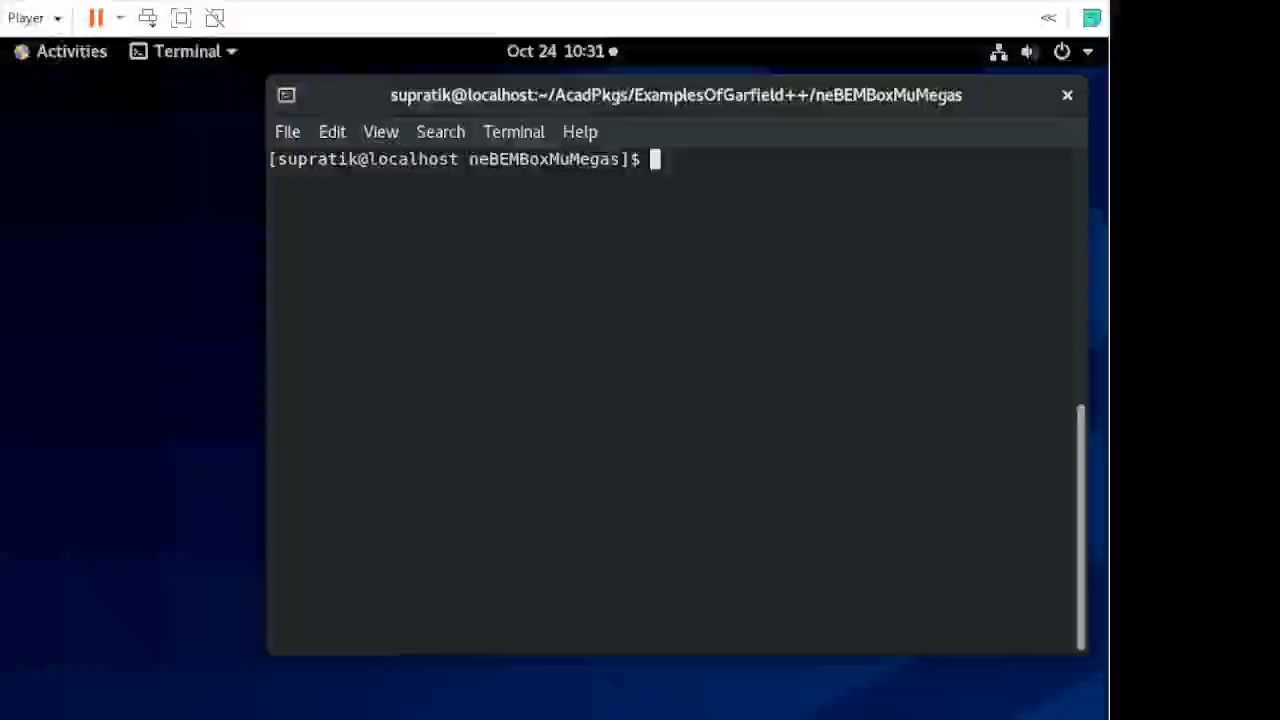 Player
Activities Terminal Oct 24 10:31
supratik@localhost:~/AcadPkgs/ExamplesOfGarfield++/neBEMBoxMuMegas
File Edit View Search Terminal Help
[supratik@localhost neBEMBoxMuMegas]$